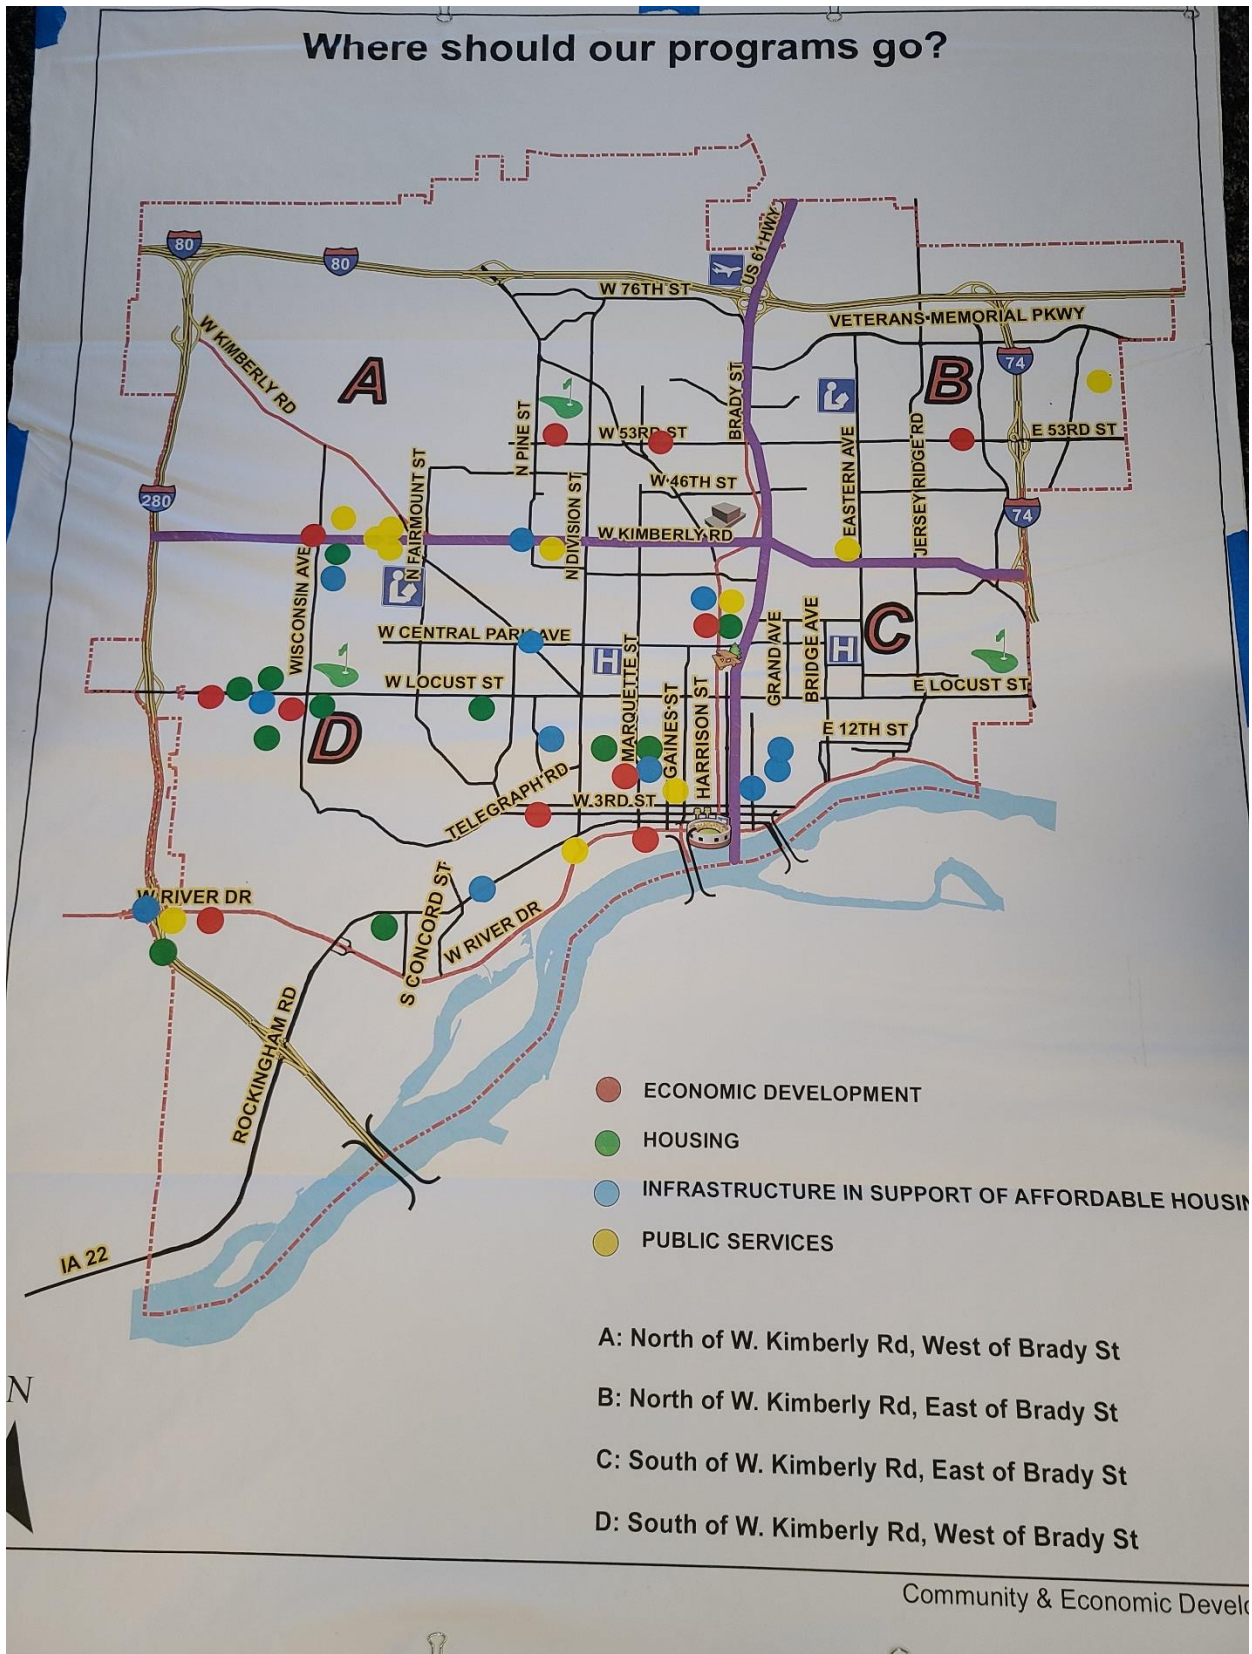 Where should our programs go?
80
80
US 61 HWY
W 76TH ST
VETERANS MEMORIAL PKWY
W KIMBERLY RD
A
B
74
BRADY ST
N PINE ST
W 53RD ST
E 53RD ST
EASTERN AVE
JERSEY RIDGE RD
N FAIRMOUNT ST
W 46TH ST
280
N DIVISION ST
74
W KIMBERLY RD
WISCONSIN AVE
W CENTRAL PARK AVE
GRAND AVE
BRIDGE AVE
C
H
H
MARQUETTE ST
W LOCUST ST
GAINES ST
HARRISON ST
E LOCUST ST
D
E 12TH ST
TELEGRAPH RD
W 3RD ST
W RIVER DR
S CONCORD ST
W RIVER DR
ROCKINGHAM RD
IA 22
ECONOMIC DEVELOPMENT
HOUSING
INFRASTRUCTURE IN SUPPORT OF AFFORDABLE HOUSIN
PUBLIC SERVICES
A: North of W. Kimberly Rd, West of Brady St
B: North of W. Kimberly Rd, East of Brady St
C: South of W. Kimberly Rd, East of Brady St
D: South of W. Kimberly Rd, West of Brady St
N
Community & Economic Develo